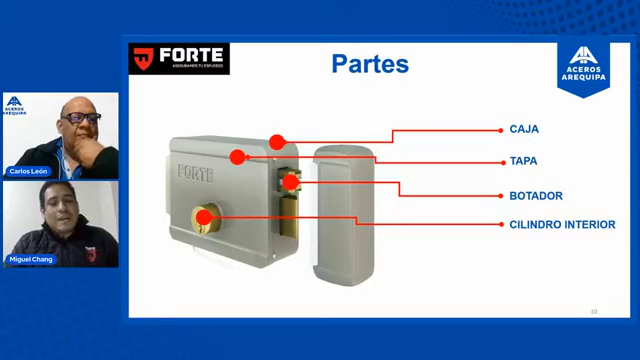 FORTE
ASEGURAMOS TU ESFUERZO
Partes
ACEROS
AREQUIPA
ACEROS
AREQUIPA
Carlos León
Miguel Chang
FORTE
CAJA
TAPA
BOTADOR
CILINDRO INTERIOR
10